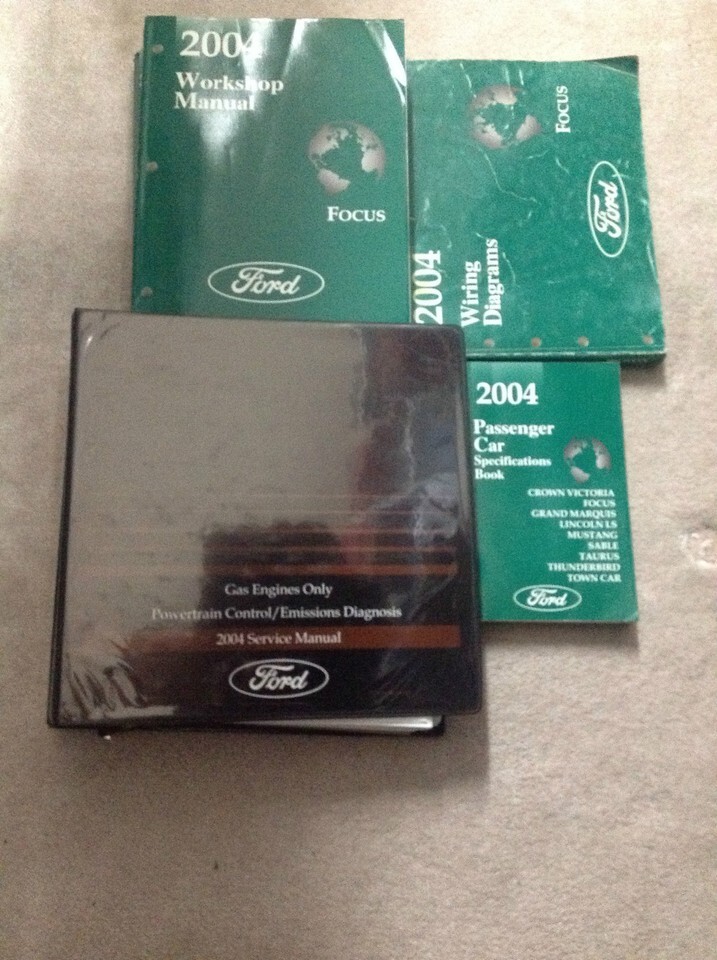 2004
Workshop
Manual
FOCUS
Ford
FOCUS
Ford
2004
Wiring
Diagrams
2004
Passenger
Car
Specifications
Book
CROWN VICTORIA
FOCUS
GRAND MARQUIS
LINCOLN LS
MUSTANG
SABLE
TAURUS
THUNDERBIRD
TOWN CAR
Ford
Gas Engines Only
Powertrain Control/Emissions Diagnosis
2004 Service Manual
Ford